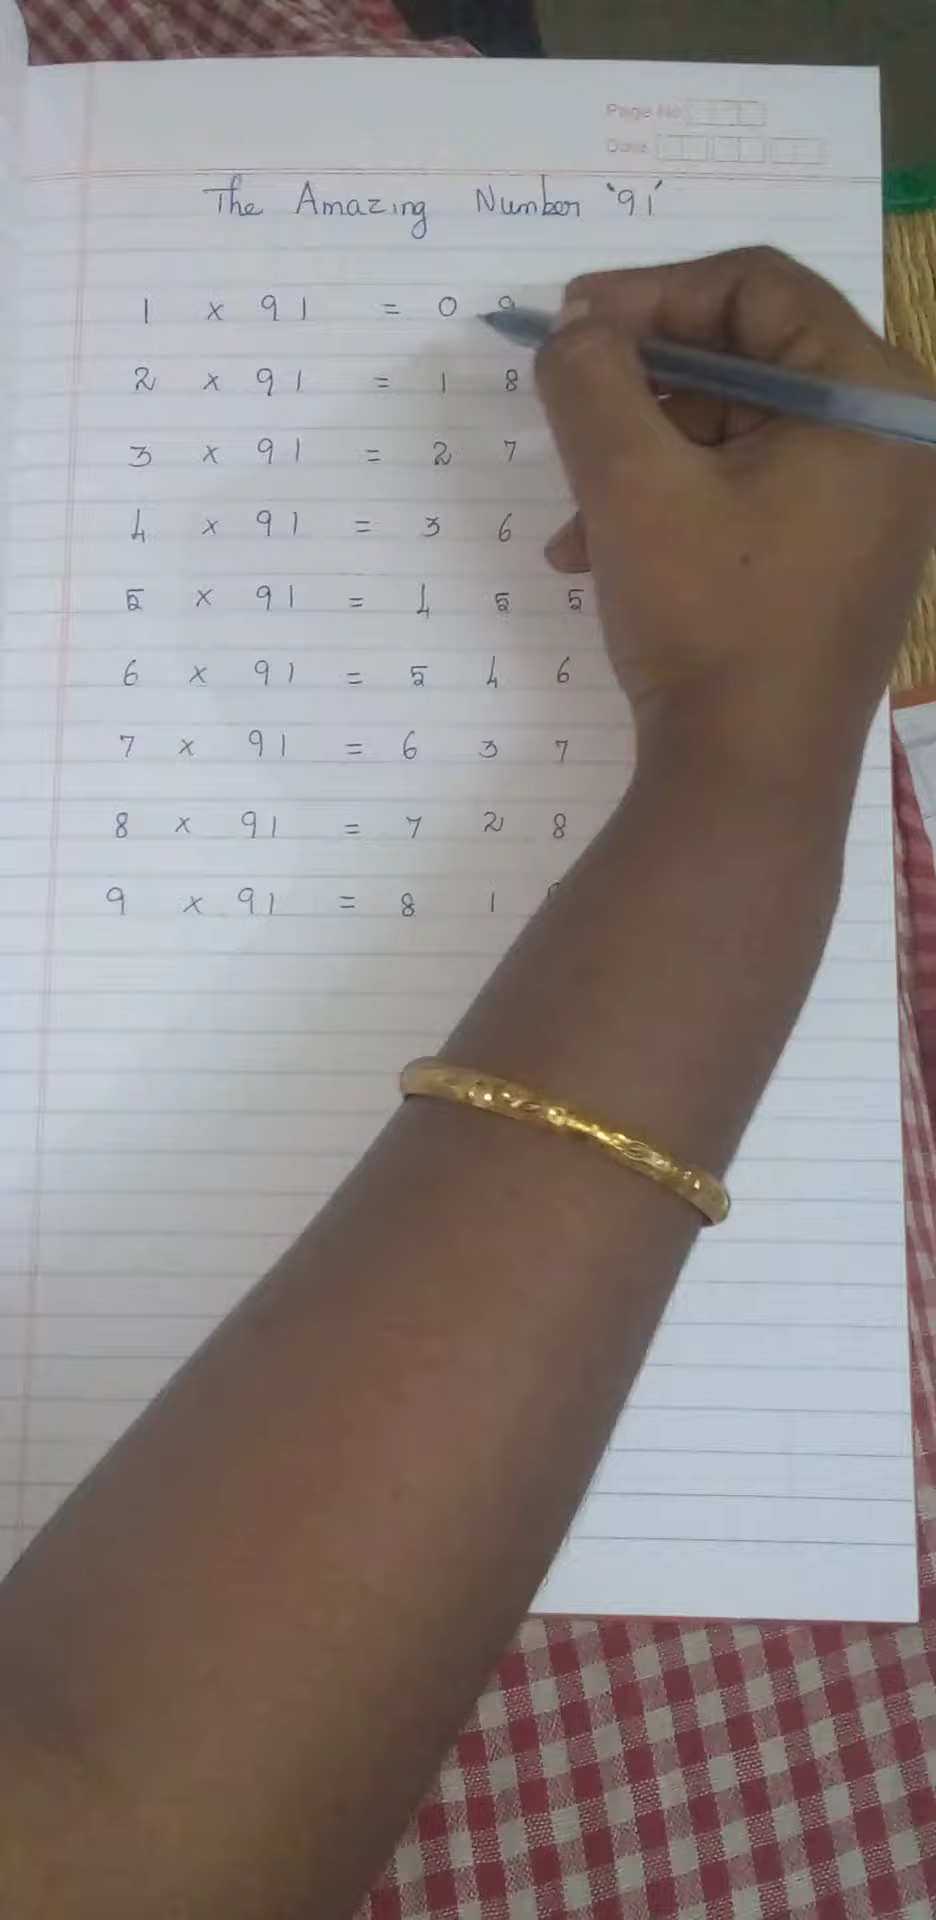 Page No
Date
The Amazing Number '91'
1 x 91 = 0 9
2 x 91 = 1 8
3 x 91 = 2 7
4 x 91 = 3 6
5 x 91 = 4 5 5
6 x 91 = 5 4 6
7 x 91 = 6 3 7
8 x 91 = 7 2 8
9 x 91 = 8 1